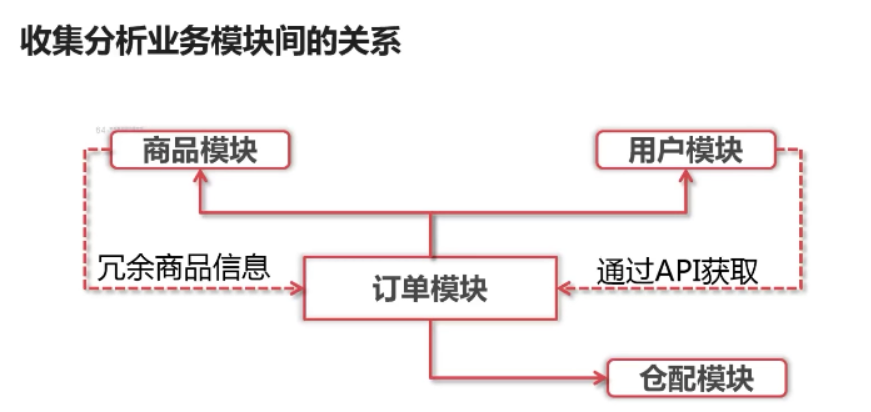 收集分析业务模块间的关系
商品模块
用户模块
冗余商品信息
通过API获取
订单模块
仓配模块